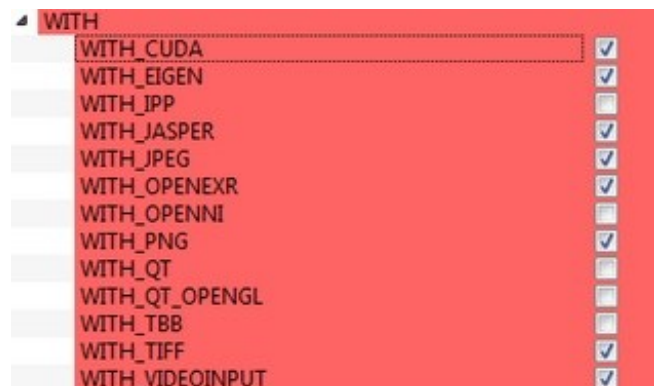 WITH
WITH_CUDA
WITH_EIGEN
WITH_IPP
WITH_JASPER
WITH_JPEG
WITH_OPENEXR
WITH_OPENNI
WITH_PNG
WITH_QT
WITH_QT_OPENGL
WITH_TBB
WITH_TIFF
WITH_VIDEOINPUT